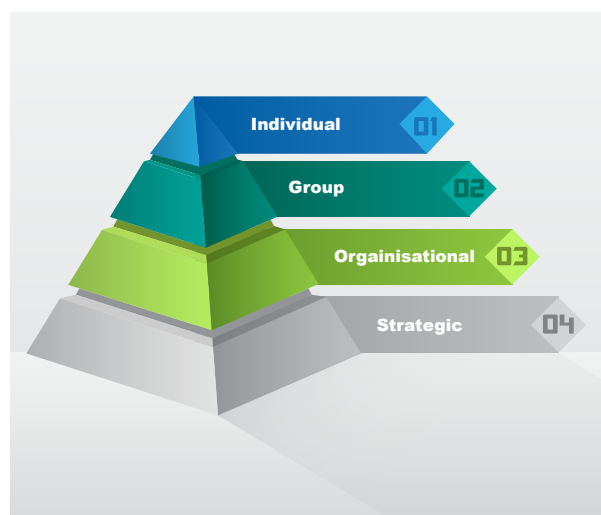 Individual 01
Group 02
Orgainisational 03
Strategic 04